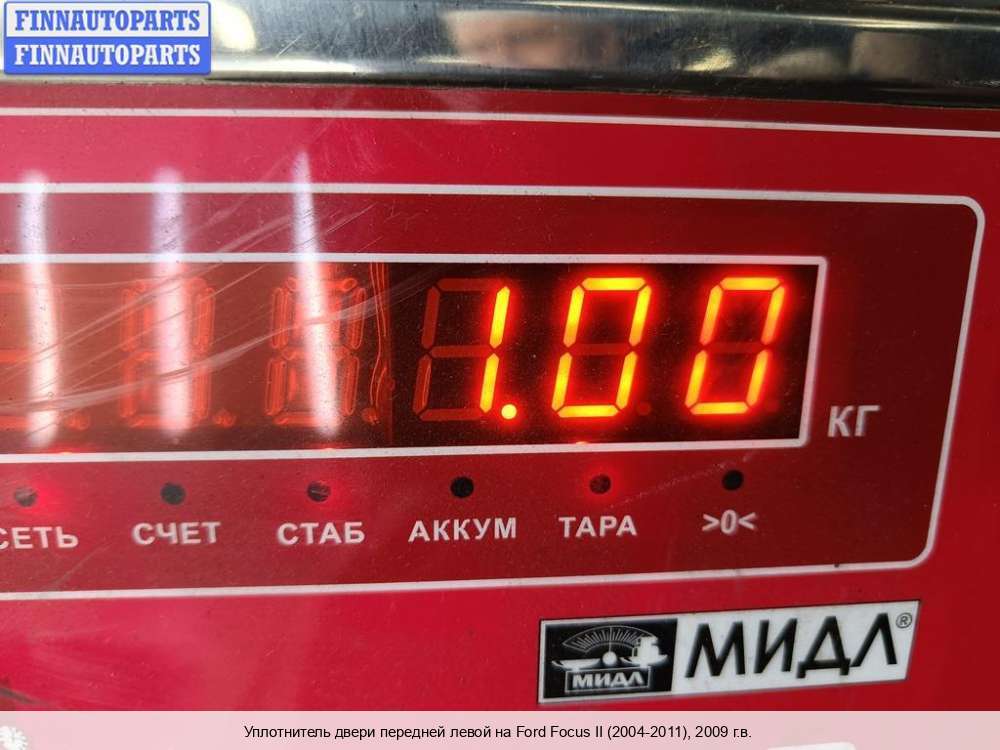 FINNAUTOPARTS
FINNAUTOPARTS
1.00
КГ
СЕТЬ СЧЕТ СТАБ АККУМ ТАРА >0<
МИДЛ МИДЛ®
Уплотнитель двери передней левой на Ford Focus II (2004-2011), 2009 г.в.